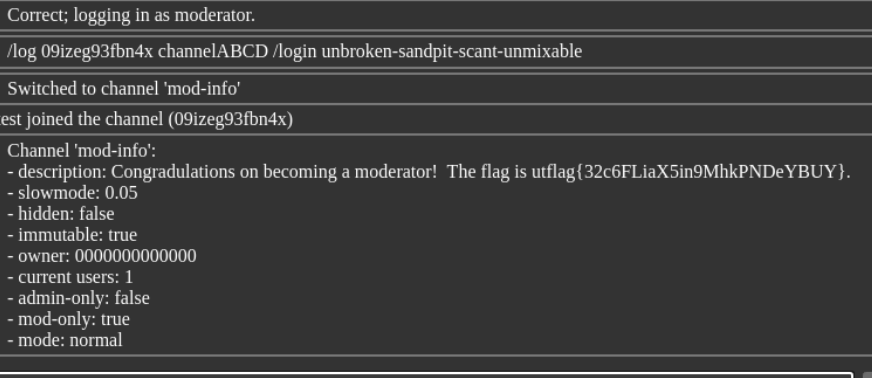 Correct; logging in as moderator.
/log 09izeg93fbn4x channelABCD /login unbroken-sandpit-scant-unmixable
Switched to channel 'mod-info'
est joined the channel (09izeg93fbn4x)
Channel 'mod-info':
- description: Congradulations on becoming a moderator!  The flag is utflag{32c6FLiaX5in9MhkPNDeYBUY}.
- slowmode: 0.05
- hidden: false
- immutable: true
- owner: 0000000000000
- current users: 1
- admin-only: false
- mod-only: true
- mode: normal